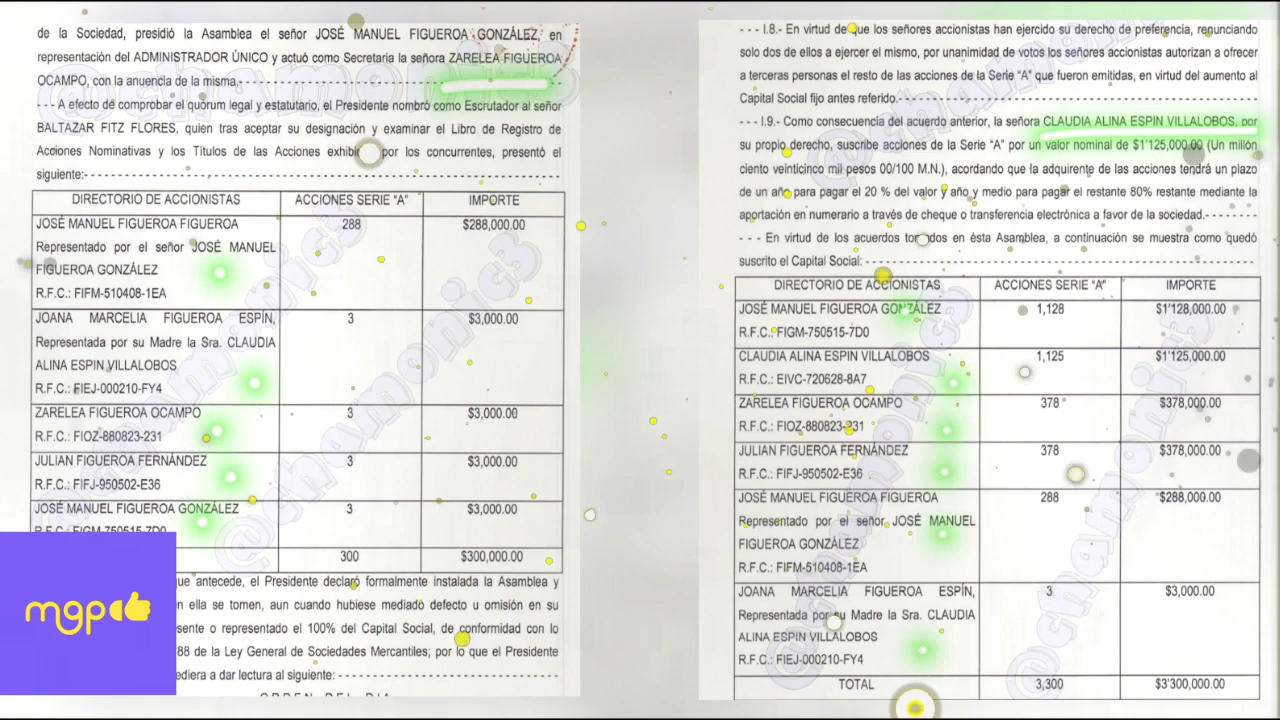 de la Sociedad, presidió la Asamblea el señor JOSÉ MANUEL FIGUEROA GONZÁLEZ, en
representación del ADMINISTRADOR ÚNICO y actuó como Secretaria la señora ZARELEA FIGUEROA
OCAMPO, con la anuencia de la misma.
- - - A efecto de comprobar el quórum legal y estatutario, el Presidente nombró como Escrutador al señor
BALTAZAR FITZ FLORES, quien tras aceptar su designación y examinar el Libro de Registro de
Acciones Nominativas y los Títulos de las Acciones por los concurrentes, presentó el
siguiente:
DIRECTORIO DE ACCIONISTAS ACCIONES SERIE "A" IMPORTE
JOSÉ MANUEL FIGUEROA FIGUEROA 288 $288,000.00
Representado por el señor JOSÉ MANUEL
FIGUEROA GONZÁLEZ
R.F.C.: FIFM-510408-1EA
JOANA MARCELIA FIGUEROA ESPÍN, 3 $3,000.00
Representada por su Madre la Sra. CLAUDIA
ALINA ESPIN VILLALOBOS
R.F.C.: FIEJ-000210-FY4
ZARELEA FIGUEROA OCAMPO 3 $3,000.00
R.F.C.: FIOZ-880823-231
JULIAN FIGUEROA FERNÁNDEZ 3 $3,000.00
R.F.C.: FIFJ-950502-E36
JOSÉ MANUEL FIGUEROA GONZÁLEZ 3 $3,000.00
R.F.C.: FIGM-750515-7D0
300 $300,000.00
ue antecede, el Presidente declaró formalmente instalada la Asamblea y
n ella se tomen, aun cuando hubiese mediado defecto u omisión en su
sente o representado el 100% del Capital Social, de conformidad con lo
88 de la Ley General de Sociedades Mercantiles; por lo que el Presidente
ediera a dar lectura al siguiente:
mgp
- - - I.8.- En virtud de que los señores accionistas han ejercido su derecho de preferencia, renunciando
solo dos de ellos a ejercer el mismo, por unanimidad de votos los señores accionistas autorizan a ofrecer
a terceras personas el resto de las acciones de la Serie “A” que fueron emitidas, en virtud del aumento al
Capital Social fijo antes referido.
- - - I.9.- Como consecuencia del acuerdo anterior, la señora CLAUDIA ALINA ESPIN VILLALOBOS, por
su propio derecho, suscribe acciones de la Serie “A” por un valor nominal de $1'125,000.00 (Un millón
ciento veinticinco mil pesos 00/100 M.N.), acordando que la adquirente de las acciones tendrá un plazo
de un año para pagar el 20 % del valor y año y medio para pagar el restante 80% restante mediante la
aportación en numerario a través de cheque o transferencia electrónica a favor de la sociedad.
- - - En virtud de los acuerdos tomados en ésta Asamblea, a continuación se muestra como quedó
suscrito el Capital Social:
DIRECTORIO DE ACCIONISTAS ACCIONES SERIE “A” IMPORTE
JOSÉ MANUEL FIGUEROA GONZÁLEZ 1,128 $1'128,000.00
R.F.C.: FIGM-750515-7D0
CLAUDIA ALINA ESPIN VILLALOBOS 1,125 $1'125,000.00
R.F.C.: EIVC-720628-8A7
ZARELEA FIGUEROA OCAMPO 378 $378,000.00
R.F.C.: FIOZ-880823-231
JULIAN FIGUEROA FERNÁNDEZ 378 $378,000.00
R.F.C.: FIFJ-950502-E36
JOSÉ MANUEL FIGUEROA FIGUEROA 288 $288,000.00
Representado por el señor JOSÉ MANUEL
FIGUEROA GONZÁLEZ
R.F.C.: FIFM-510408-1EA
JOANA MARCELIA FIGUEROA ESPÍN, 3 $3,000.00
Representada por su Madre la Sra. CLAUDIA
ALINA ESPIN VILLALOBOS
R.F.C.: FIEJ-000210-FY4
TOTAL 3,300 $3'300,000.00
@chamonic3